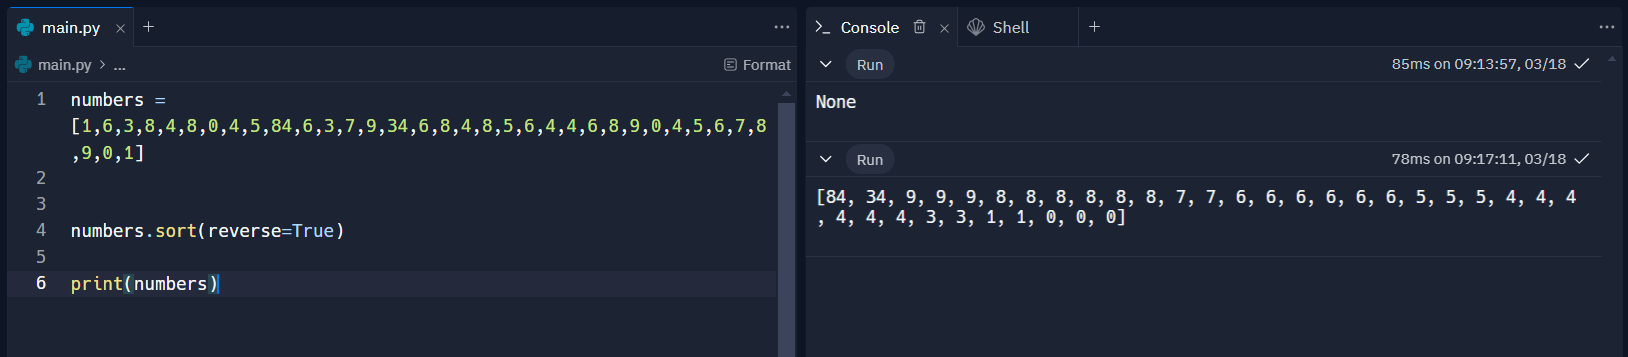 main.py
Console
Shell
main.py > ...
Format
Run
85ms on 09:13:57, 03/18
1 numbers =
[1,6,3,8,4,8,0,4,5,84,6,3,7,9,34,6,8,4,8,5,6,4,4,6,8,9,0,4,5,6,7,8
,9,0,1]
2
3
4 numbers.sort(reverse=True)
5
6 print(numbers)
None
Run
78ms on 09:17:11, 03/18
[84, 34, 9, 9, 9, 8, 8, 8, 8, 8, 8, 7, 7, 6, 6, 6, 6, 6, 6, 5, 5, 5, 4, 4, 4
, 4, 4, 4, 3, 3, 1, 1, 0, 0, 0]